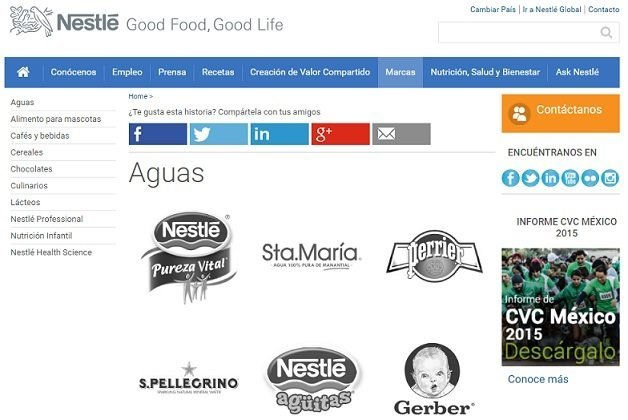 Nestlé Good Food, Good Life
Cambiar País | Ir a Nestlé Global | Contacto
Conócenos Empleo Prensa Recetas Creación de Valor Compartido Marcas Nutrición, Salud y Bienestar Ask Nestlé
Aguas
Alimento para mascotas
Cafés y bebidas
Cereales
Chocolates
Culinarios
Lácteos
Nestlé Professional
Nutrición Infantil
Nestlé Health Science
Home >
¿Te gusta esta historia? Compártela con tus amigos
Aguas
Nestlé
Pureza Vital
Sta.María
AGUA 100% PURA DE MANANTIAL
perrier
S.PELLEGRINO
SPARKLING NATURAL MINERAL WATER
Nestlé
agüitas
Gerber
Contáctanos
ENCUÉNTRANOS EN
INFORME CVC MÉXICO
2015
Informe de
CVC México
2015
Descárgalo
Conoce más